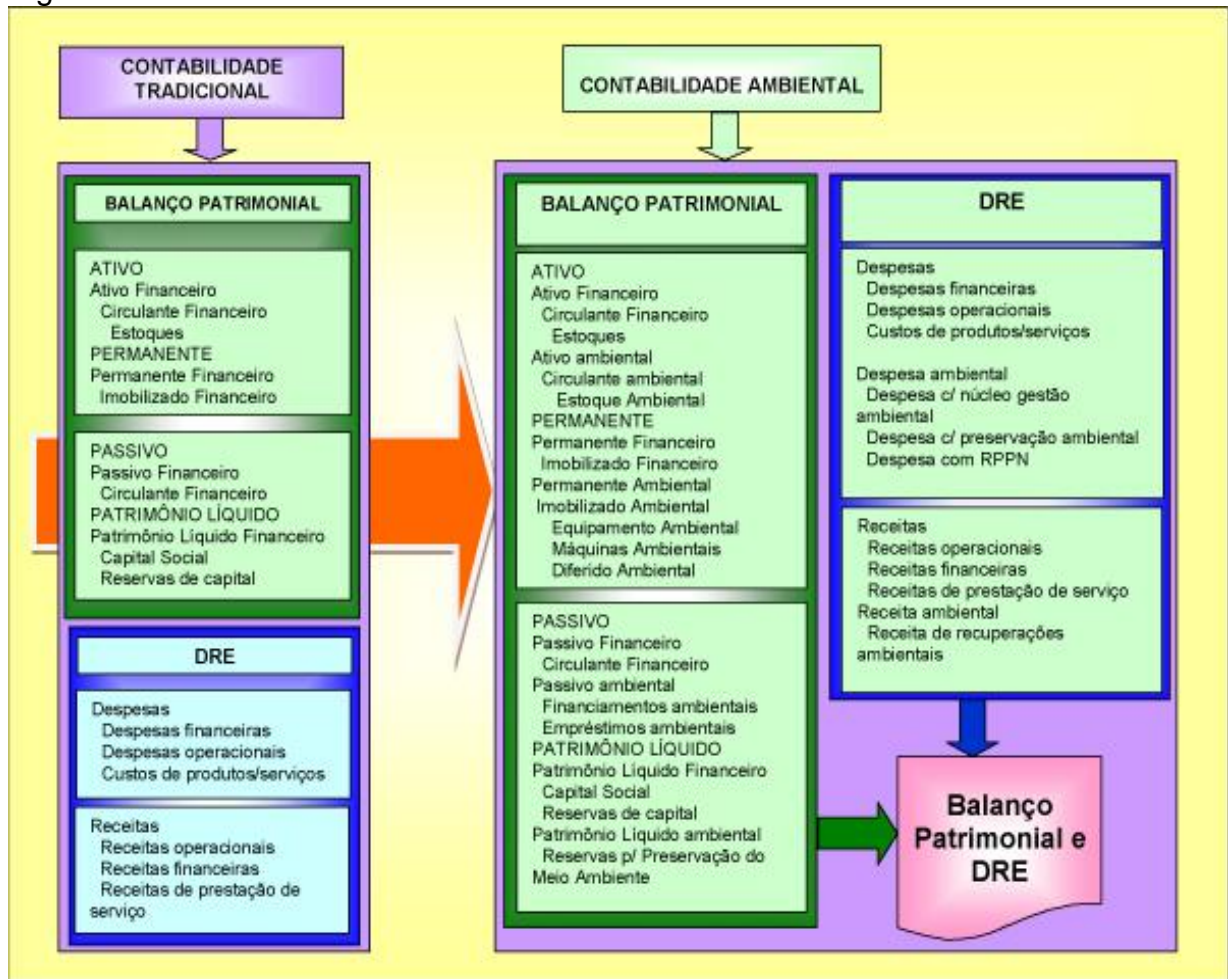 CONTABILIDADE
TRADICIONAL
BALANÇO PATRIMONIAL
ATIVO
Ativo Financeiro
Circulante Financeiro
Estoques
PERMANENTE
Permanente Financeiro
Imobilizado Financeiro
PASSIVO
Passivo Financeiro
Circulante Financeiro
PATRIMÔNIO LÍQUIDO
Patrimônio Líquido Financeiro
Capital Social
Reservas de capital
DRE
Despesas
Despesas financeiras
Despesas operacionais
Custos de produtos/serviços
Receitas
Receitas operacionais
Receitas financeiras
Receitas de prestação de
serviço
CONTABILIDADE AMBIENTAL
BALANÇO PATRIMONIAL
ATIVO
Ativo Financeiro
Circulante Financeiro
Estoques
Ativo ambiental
Circulante ambiental
Estoque Ambiental
PERMANENTE
Permanente Financeiro
Imobilizado Financeiro
Permanente Ambiental
Imobilizado Ambiental
Equipamento Ambiental
Máquinas Ambientais
Diferido Ambiental
PASSIVO
Passivo Financeiro
Circulante Financeiro
Passivo ambiental
Financiamentos ambientais
Empréstimos ambientais
PATRIMÔNIO LÍQUIDO
Patrimônio Líquido Financeiro
Capital Social
Reservas de capital
Patrimônio Líquido ambiental
Reservas p/ Preservação do
Meio Ambiente
DRE
Despesas
Despesas financeiras
Despesas operacionais
Custos de produtos/serviços
Despesa ambiental
Despesa c/ núcleo gestão
ambiental
Despesa c/ preservação ambiental
Despesa com RPPN
Receitas
Receitas operacionais
Receitas financeiras
Receitas de prestação de serviço
Receita ambiental
Receita de recuperações
ambientais
Balanço
Patrimonial e
DRE